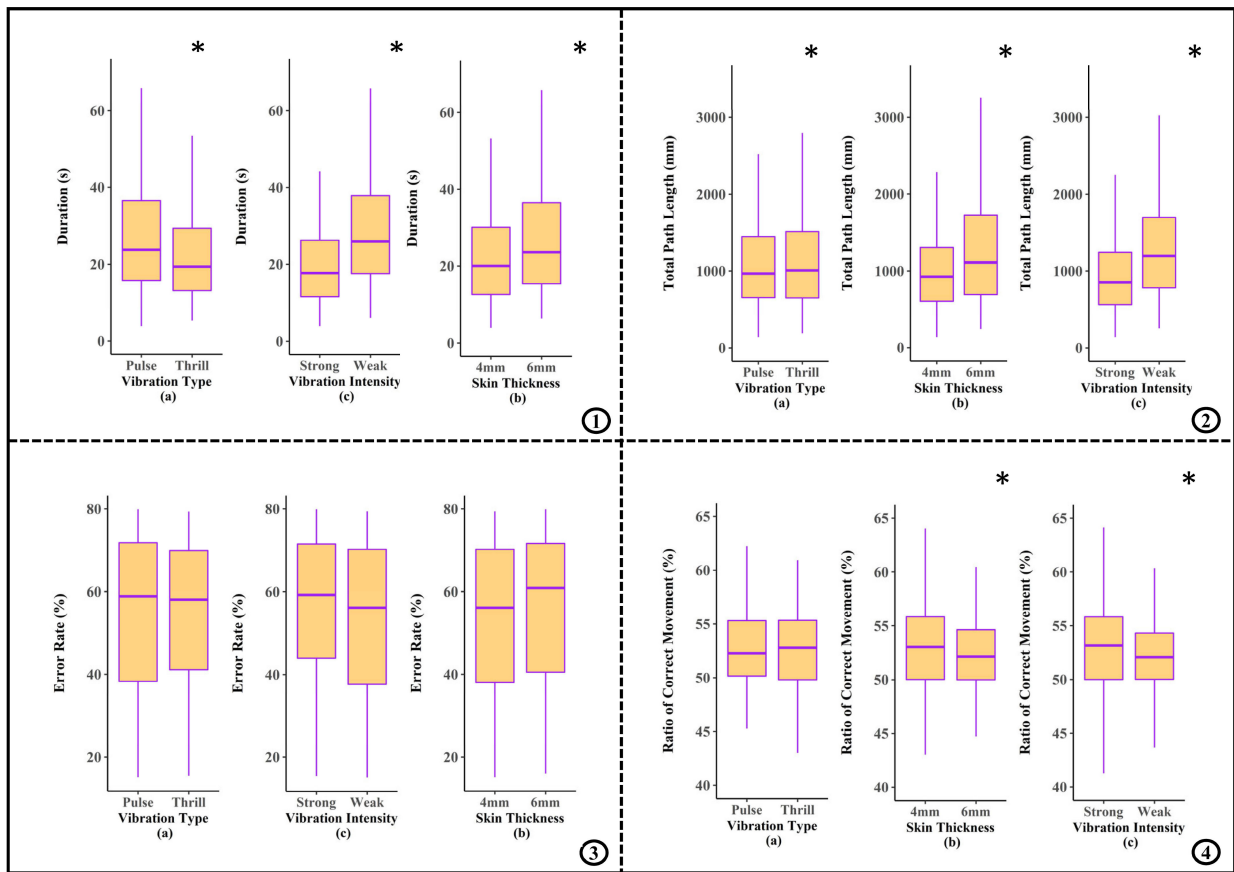 *
*
*
Duration (s)
60
40
20
0
Pulse Thrill
Vibration Type
(a)
Duration (s)
60
40
20
0
Strong Weak
Vibration Intensity
(c)
Duration (s)
60
40
20
0
4mm 6mm
Skin Thickness
(b)
1
*
*
*
Total Path Length (mm)
3000
2000
1000
0
Pulse Thrill
Vibration Type
(a)
Total Path Length (mm)
3000
2000
1000
0
4mm 6mm
Skin Thickness
(b)
Total Path Length (mm)
3000
2000
1000
0
Strong Weak
Vibration Intensity
(c)
2
Error Rate (%)
80
60
40
20
Pulse Thrill
Vibration Type
(a)
Error Rate (%)
80
60
40
20
Strong Weak
Vibration Intensity
(c)
Error Rate (%)
80
60
40
20
4mm 6mm
Skin Thickness
(b)
3
*
*
Ratio of Correct Movement (%)
65
60
55
50
45
40
Pulse Thrill
Vibration Type
(a)
Ratio of Correct Movement (%)
65
60
55
50
45
40
4mm 6mm
Skin Thickness
(b)
Ratio of Correct Movement (%)
65
60
55
50
45
40
Strong Weak
Vibration Intensity
(c)
4